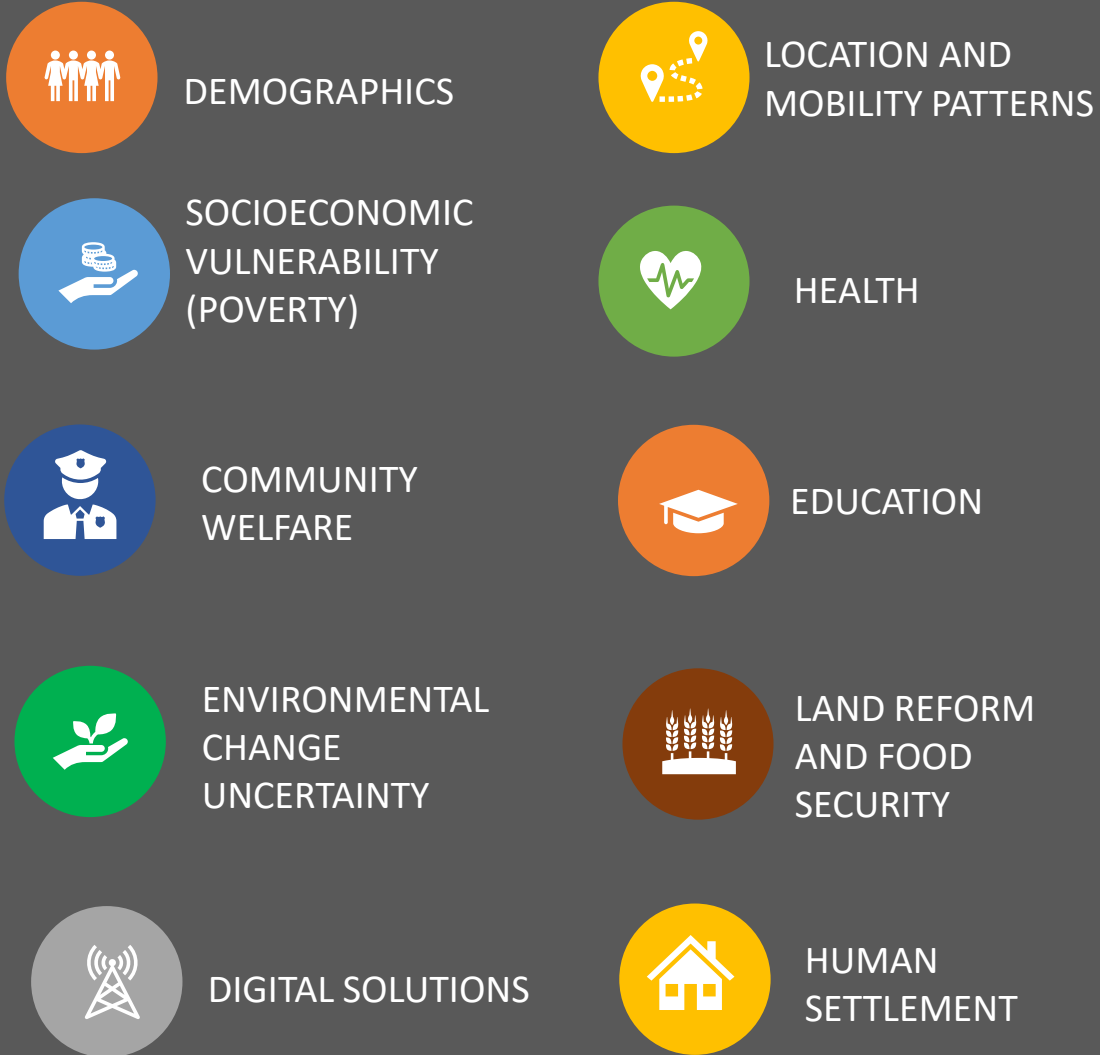 DEMOGRAPHICS
LOCATION AND
MOBILITY PATTERNS
SOCIOECONOMIC
VULNERABILITY
(POVERTY)
HEALTH
COMMUNITY
WELFARE
EDUCATION
ENVIRONMENTAL
CHANGE
UNCERTAINTY
LAND REFORM
AND FOOD
SECURITY
DIGITAL SOLUTIONS
HUMAN
SETTLEMENT